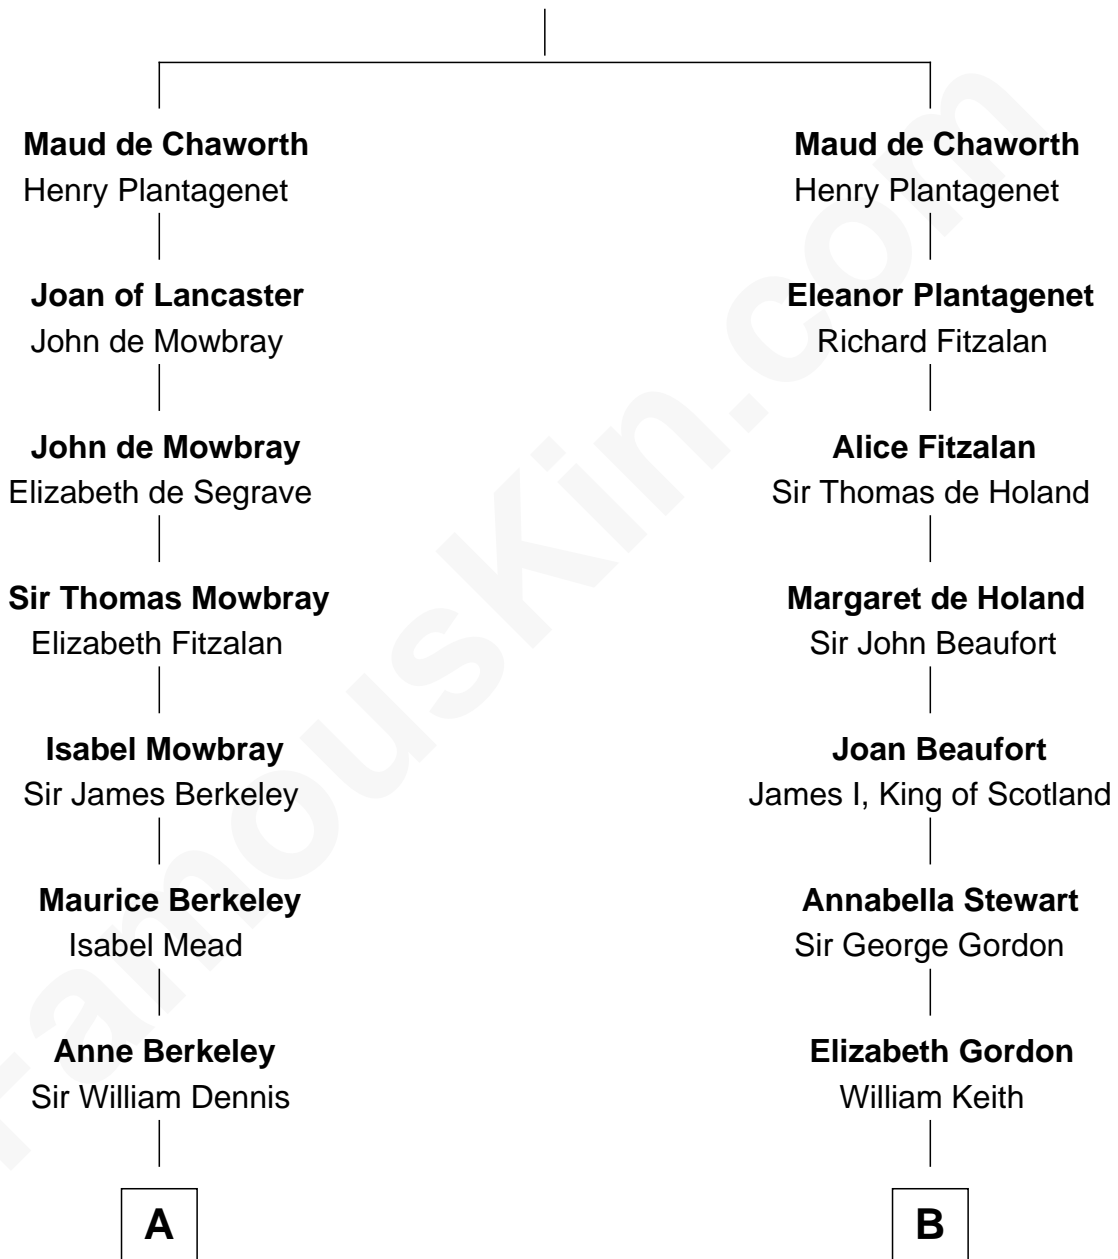 Maud de Chaworth
Henry Plantagenet
Joan of Lancaster
John de Mowbray
John de Mowbray
Elizabeth de Segrave
Sir Thomas Mowbray
Elizabeth Fitzalan
Isabel Mowbray
Sir James Berkeley
Maurice Berkeley
Isabel Mead
Anne Berkeley
Sir William Dennis
A
Maud de Chaworth
Henry Plantagenet
Eleanor Plantagenet
Richard Fitzalan
Alice Fitzalan
Sir Thomas de Holand
Margaret de Holand
Sir John Beaufort
Joan Beaufort
James I, King of Scotland
Annabella Stewart
Sir George Gordon
Elizabeth Gordon
William Keith
B
FamousKin.com